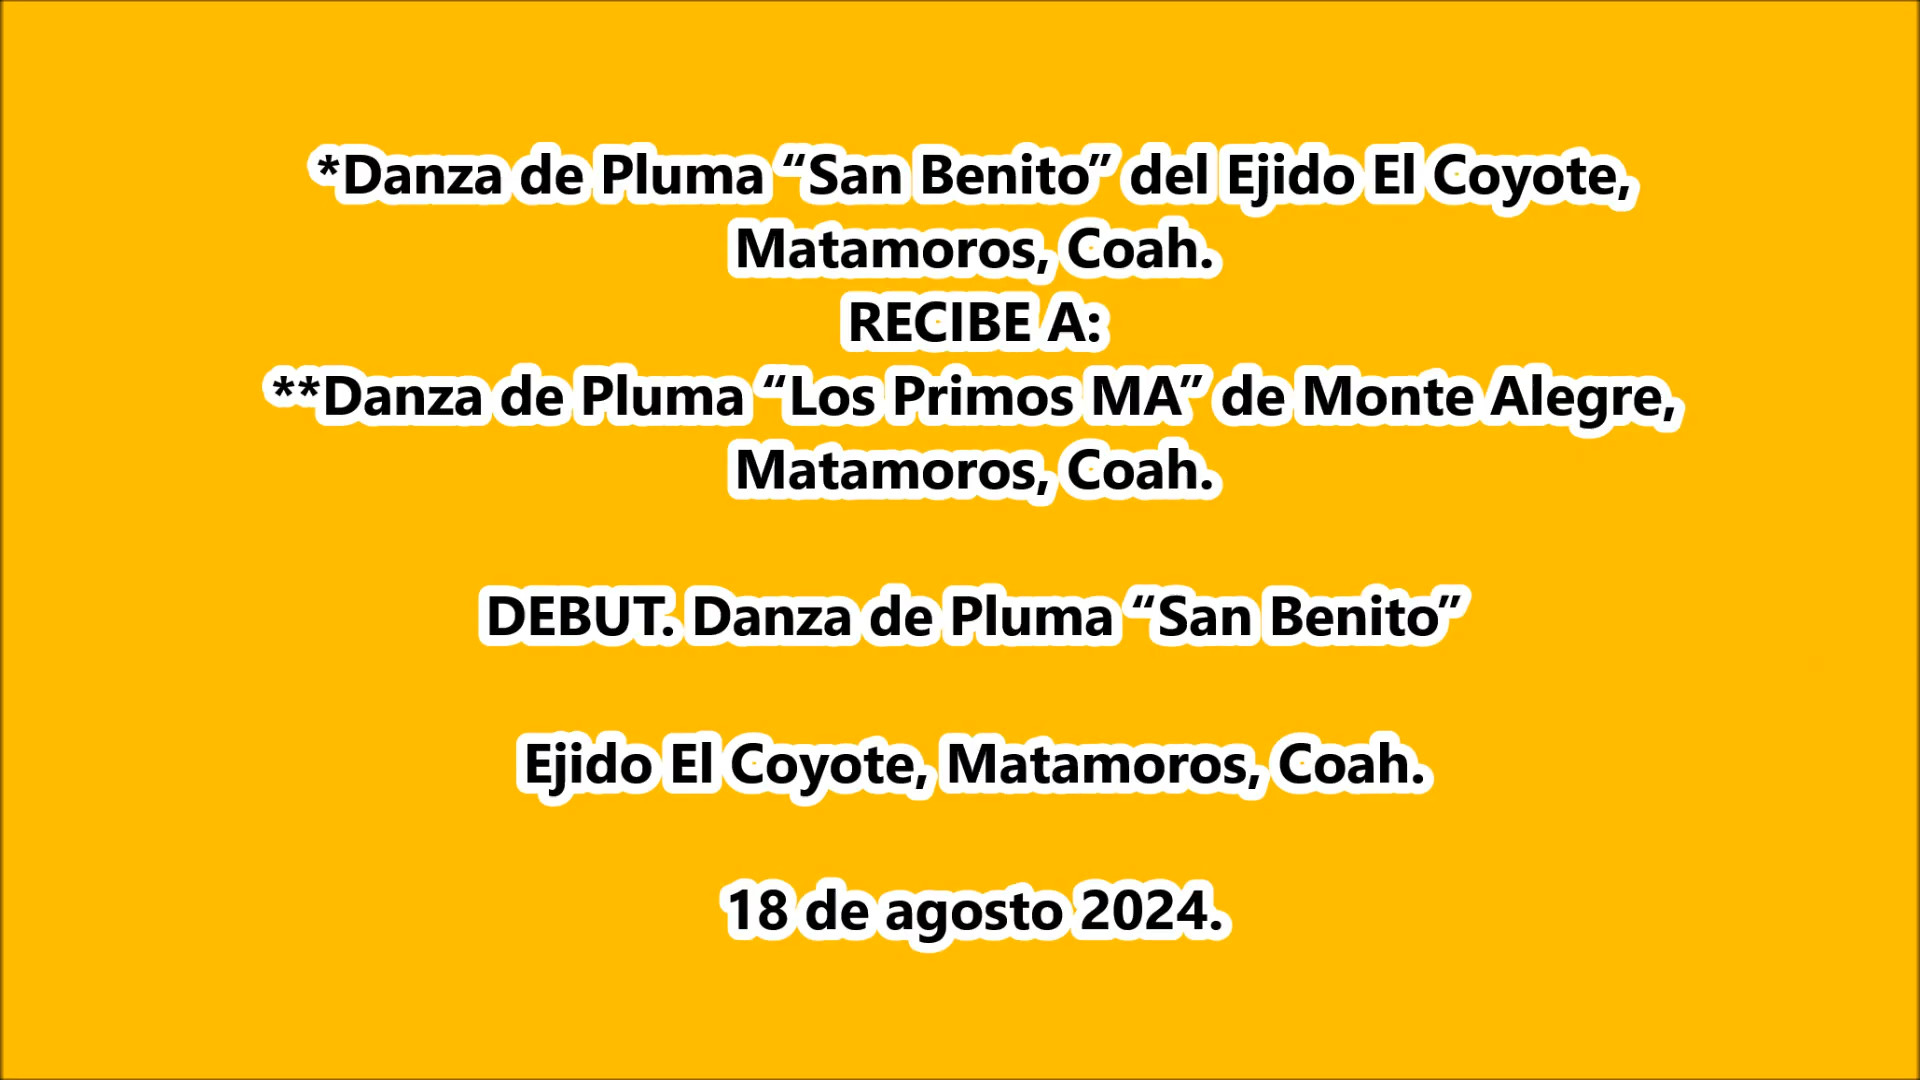 *Danza de Pluma “San Benito” del Ejido El Coyote,
Matamoros, Coah.
RECIBE A:
**Danza de Pluma “Los Primos MA” de Monte Alegre,
Matamoros, Coah.
DEBUT. Danza de Pluma “San Benito”
Ejido El Coyote, Matamoros, Coah.
18 de agosto 2024.